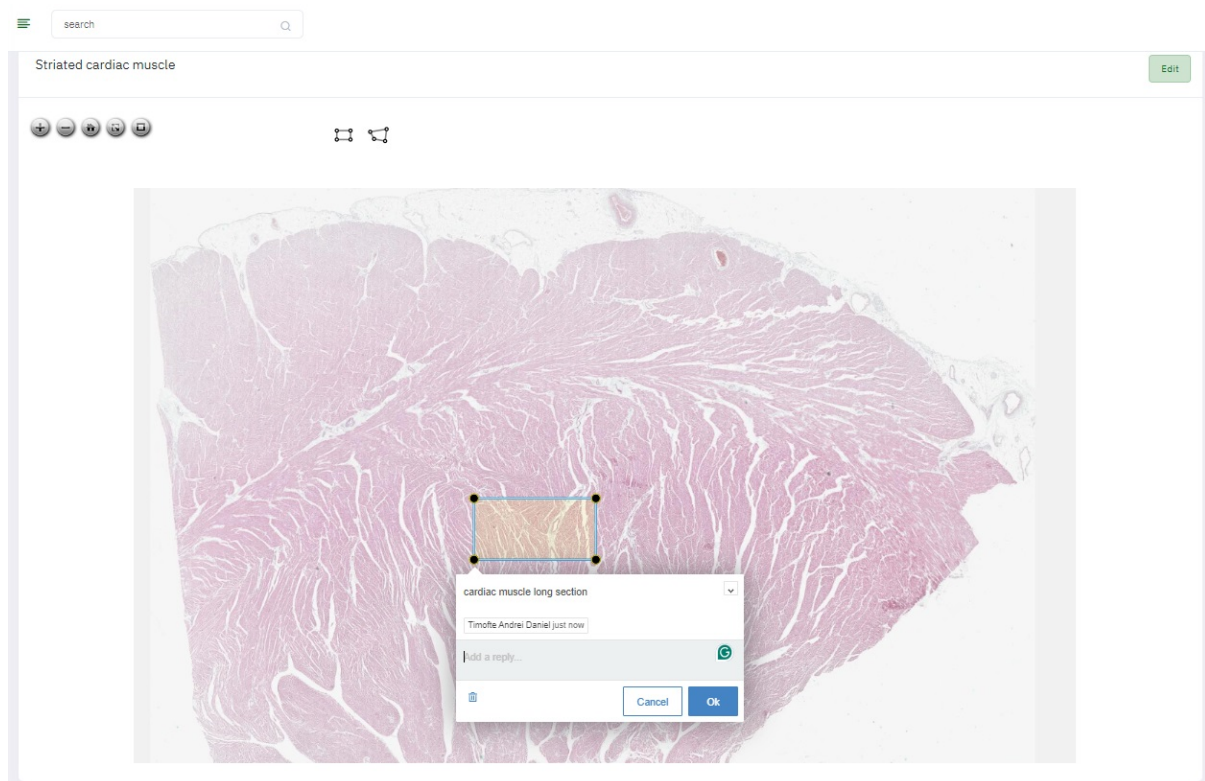 search
Striated cardiac muscle
Edit
cardiac muscle long section
Timofte Andrei Daniel just now
Add a reply...
Cancel
Ok